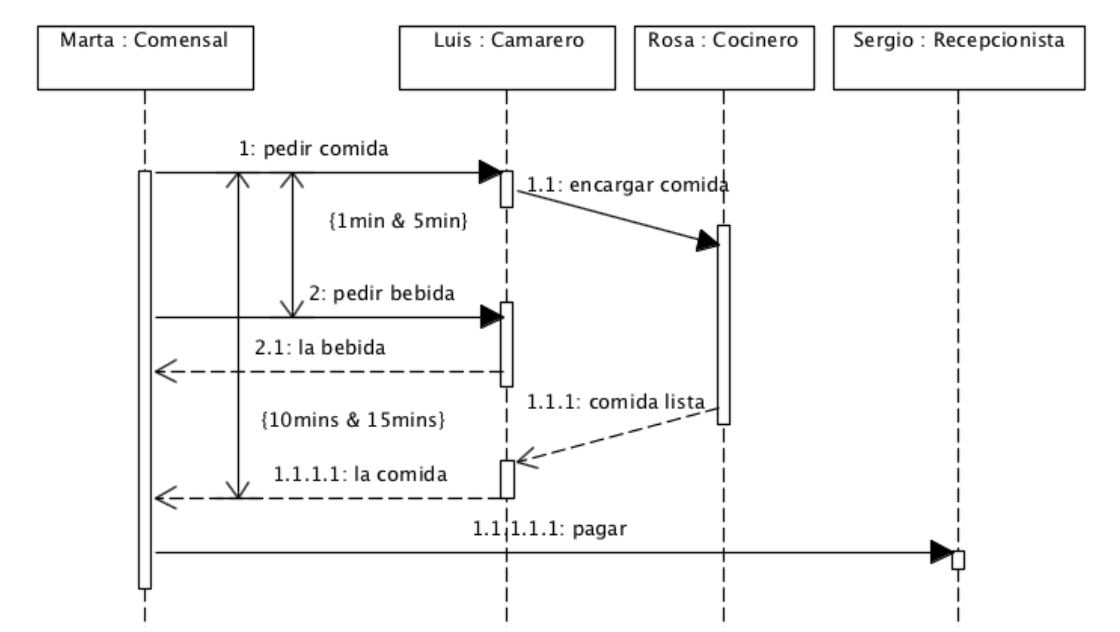 Marta : Comensal
Luis : Camarero
Rosa : Cocinero
Sergio : Recepcionista
1: pedir comida
1.1: encargar comida
{1min & 5min}
2: pedir bebida
2.1: la bebida
1.1.1: comida lista
{10mins & 15mins}
1.1.1.1: la comida
1.1.1.1.1: pagar